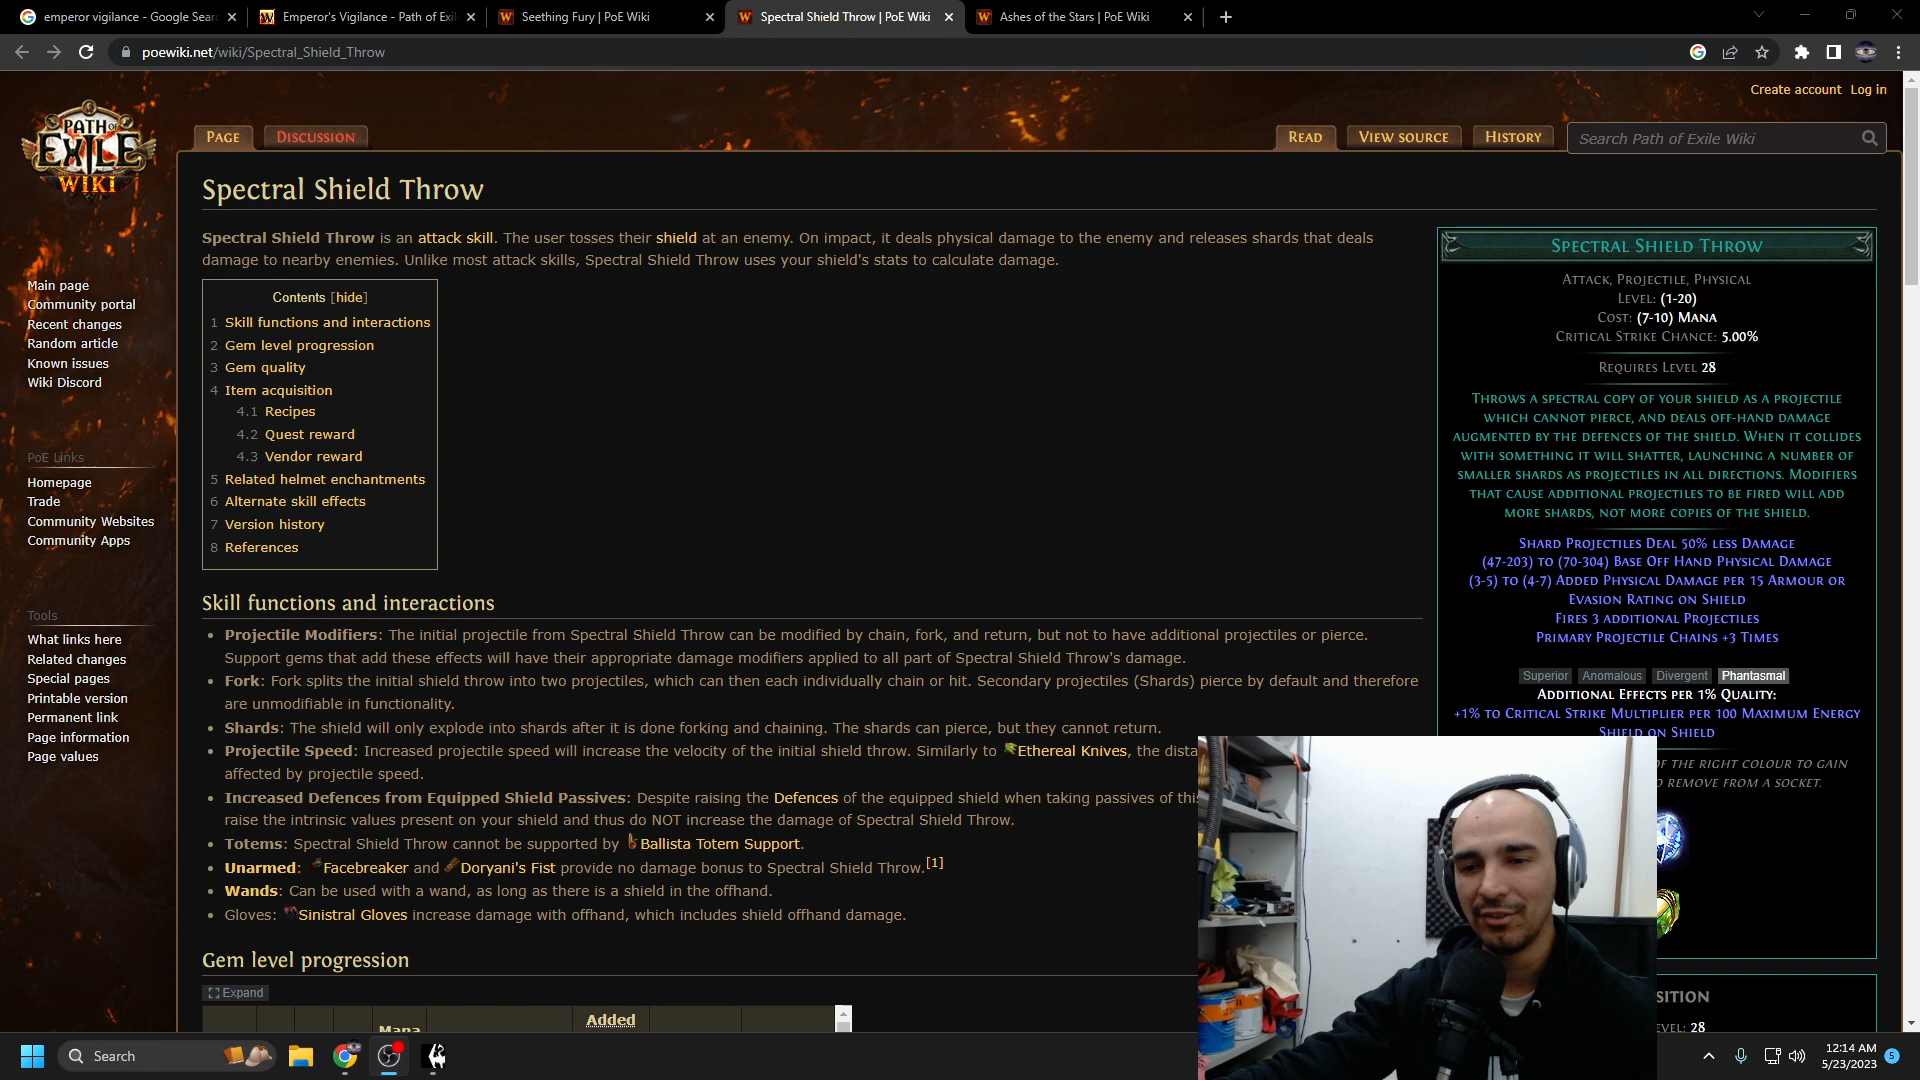 emperor vigilance - Google Sear
Emperor's Vigilance - Path of Exil
Seething Fury | PoE Wiki
Spectral Shield Throw | PoE Wiki
Ashes of the Stars | PoE Wiki
poewiki.net/wiki/Spectral_Shield_Throw
Create account Log in
PATH OF EXILE WIKI
PAGE
DISCUSSION
READ
VIEW SOURCE
HISTORY
Search Path of Exile Wiki
Main page
Community portal
Recent changes
Random article
Known issues
Wiki Discord
PoE Links
Homepage
Trade
Community Websites
Community Apps
Tools
What links here
Related changes
Special pages
Printable version
Permanent link
Page information
Page values
Spectral Shield Throw
Spectral Shield Throw is an attack skill. The user tosses their shield at an enemy. On impact, it deals physical damage to the enemy and releases shards that deals
damage to nearby enemies. Unlike most attack skills, Spectral Shield Throw uses your shield's stats to calculate damage.
Contents [hide]
1 Skill functions and interactions
2 Gem level progression
3 Gem quality
4 Item acquisition
4.1 Recipes
4.2 Quest reward
4.3 Vendor reward
5 Related helmet enchantments
6 Alternate skill effects
7 Version history
8 References
Skill functions and interactions
Projectile Modifiers: The initial projectile from Spectral Shield Throw can be modified by chain, fork, and return, but not to have additional projectiles or pierce.
Support gems that add these effects will have their appropriate damage modifiers applied to all part of Spectral Shield Throw's damage.
Fork: Fork splits the initial shield throw into two projectiles, which can then each individually chain or hit. Secondary projectiles (Shards) pierce by default and therefore
are unmodifiable in functionality.
Shards: The shield will only explode into shards after it is done forking and chaining. The shards can pierce, but they cannot return.
Projectile Speed: Increased projectile speed will increase the velocity of the initial shield throw. Similarly to Ethereal Knives, the dista
affected by projectile speed.
Increased Defences from Equipped Shield Passives: Despite raising the Defences of the equipped shield when taking passives of this
raise the intrinsic values present on your shield and thus do NOT increase the damage of Spectral Shield Throw.
Totems: Spectral Shield Throw cannot be supported by Ballista Totem Support.
Unarmed: Facebreaker and Doryani's Fist provide no damage bonus to Spectral Shield Throw.[1]
Wands: Can be used with a wand, as long as there is a shield in the offhand.
Gloves: Sinistral Gloves increase damage with offhand, which includes shield offhand damage.
Gem level progression
Expand
Mana
Added
SPECTRAL SHIELD THROW
ATTACK, PROJECTILE, PHYSICAL
LEVEL: (1-20)
COST: (7-10) MANA
CRITICAL STRIKE CHANCE: 5.00%
REQUIRES LEVEL 28
THROWS A SPECTRAL COPY OF YOUR SHIELD AS A PROJECTILE
WHICH CANNOT PIERCE, AND DEALS OFF-HAND DAMAGE
AUGMENTED BY THE DEFENCES OF THE SHIELD. WHEN IT COLLIDES
WITH SOMETHING IT WILL SHATTER, LAUNCHING A NUMBER OF
SMALLER SHARDS AS PROJECTILES IN ALL DIRECTIONS. MODIFIERS
THAT CAUSE ADDITIONAL PROJECTILES TO BE FIRED WILL ADD
MORE SHARDS, NOT MORE COPIES OF THE SHIELD.
SHARD PROJECTILES DEAL 50% LESS DAMAGE
(47-203) TO (70-304) BASE OFF HAND PHYSICAL DAMAGE
(3-5) TO (4-7) ADDED PHYSICAL DAMAGE PER 15 ARMOUR OR
EVASION RATING ON SHIELD
FIRES 3 ADDITIONAL PROJECTILES
PRIMARY PROJECTILE CHAINS +3 TIMES
Superior Anomalous Divergent Phantasmal
ADDITIONAL EFFECTS PER 1% QUALITY:
+1% TO CRITICAL STRIKE MULTIPLIER PER 100 MAXIMUM ENERGY
SHIELD ON SHIELD
OF THE RIGHT COLOUR TO GAIN
O REMOVE FROM A SOCKET.
SITION
EVEL: 28
Search
12:14 AM
5/23/2023
5